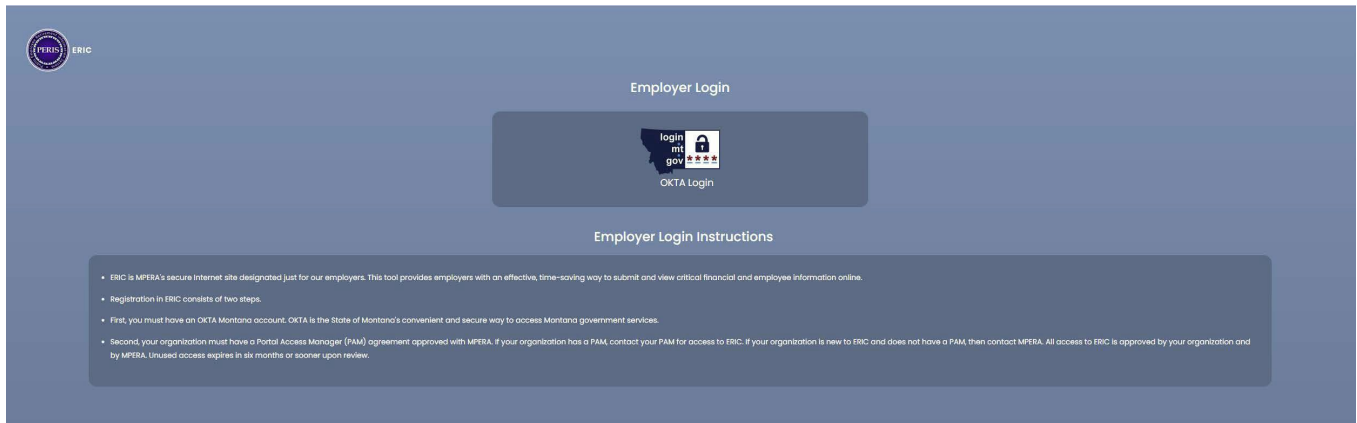 PERIS
ERIC
Employer Login
login
mt
gov
****
OKTA Login
Employer Login Instructions
• ERIC is MPERA's secure Internet site designated just for our employers. This tool provides employers with an effective, time-saving way to submit and view critical financial and employee information online.
• Registration in ERIC consists of two steps.
• First, you must have an OKTA Montana account. OKTA is the State of Montana's convenient and secure way to access Montana government services.
• Second, your organization must have a Portal Access Manager (PAM) agreement approved with MPERA. If your organization has a PAM, contact your PAM for access to ERIC. If your organization is new to ERIC and does not have a PAM, then contact MPERA. All access to ERIC is approved by your organization and
by MPERA. Unused access expires in six months or sooner upon review.